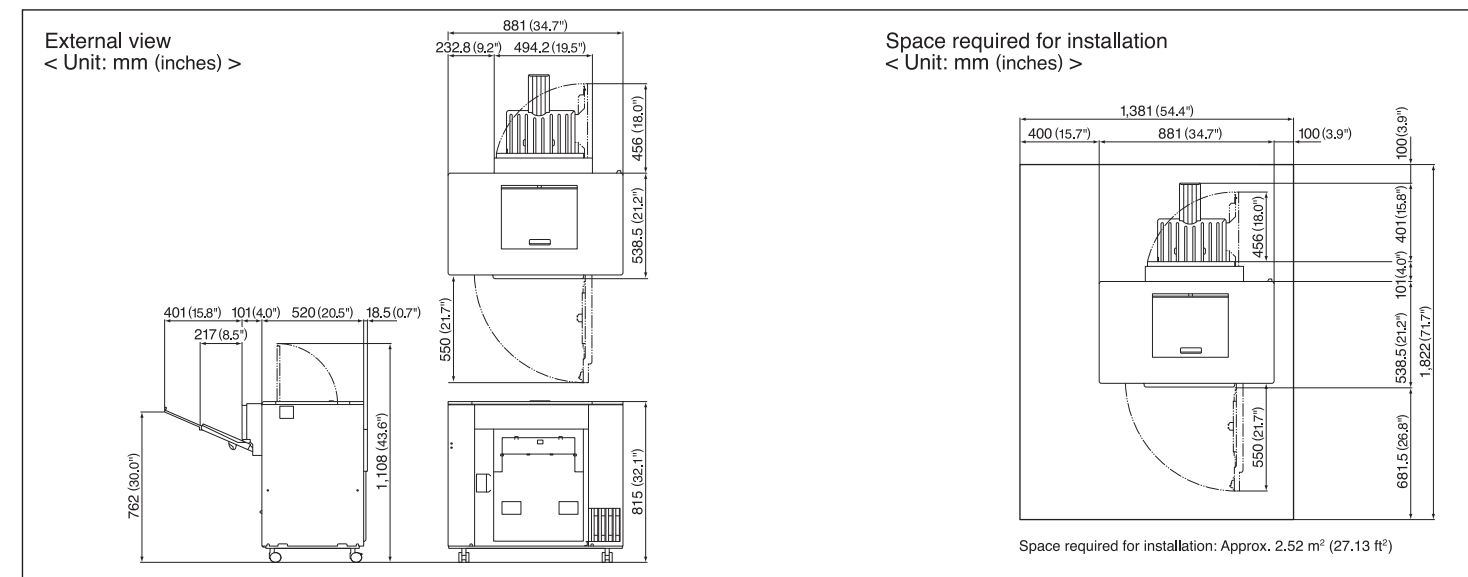 External view
< Unit: mm (inches) >
881 (34.7")
232.8 (9.2") 494.2 (19.5")
456 (18.0")
538.5 (21.2")
550 (21.7")
401 (15.8") 101 (4.0") 520 (20.5") 18.5 (0.7")
217 (8.5")
762 (30.0")
1,108 (43.6")
815 (32.1")
Space required for installation
< Unit: mm (inches) >
1,381 (54.4")
400 (15.7") 881 (34.7") 100 (3.9")
100 (3.9")
401 (15.8")
456 (18.0")
101 (4.0")
538.5 (21.2")
1,822 (71.7")
550 (21.7")
681.5 (26.8")
Space required for installation: Approx. 2.52 m² (27.13 ft²)